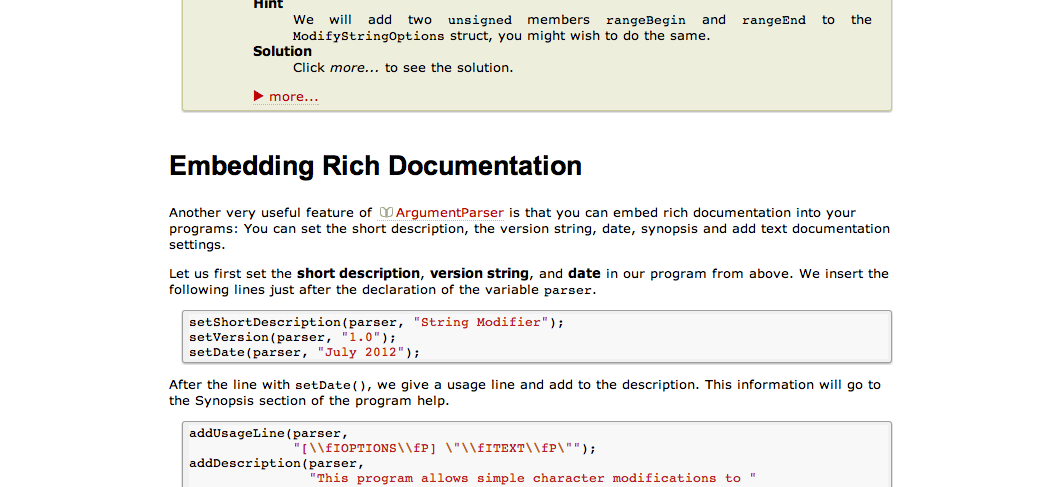 Hint
We will add two unsigned members rangeBegin and rangeEnd to the
ModifyStringOptions struct, you might wish to do the same.
Solution
Click more... to see the solution.
more...
Embedding Rich Documentation
Another very useful feature of ArgumentParser is that you can embed rich documentation into your
programs: You can set the short description, the version string, date, synopsis and add text documentation
settings.
Let us first set the short description, version string, and date in our program from above. We insert the
following lines just after the declaration of the variable parser.
setShortDescription(parser, "String Modifier");
setVersion(parser, "1.0");
setDate(parser, "July 2012");
After the line with setDate(), we give a usage line and add to the description. This information will go to
the Synopsis section of the program help.
addUsageLine(parser,
"[\\fIOPTIONS\\fP] \"\\fITEXT\\fP\"");
addDescription(parser,
"This program allows simple character modifications to "